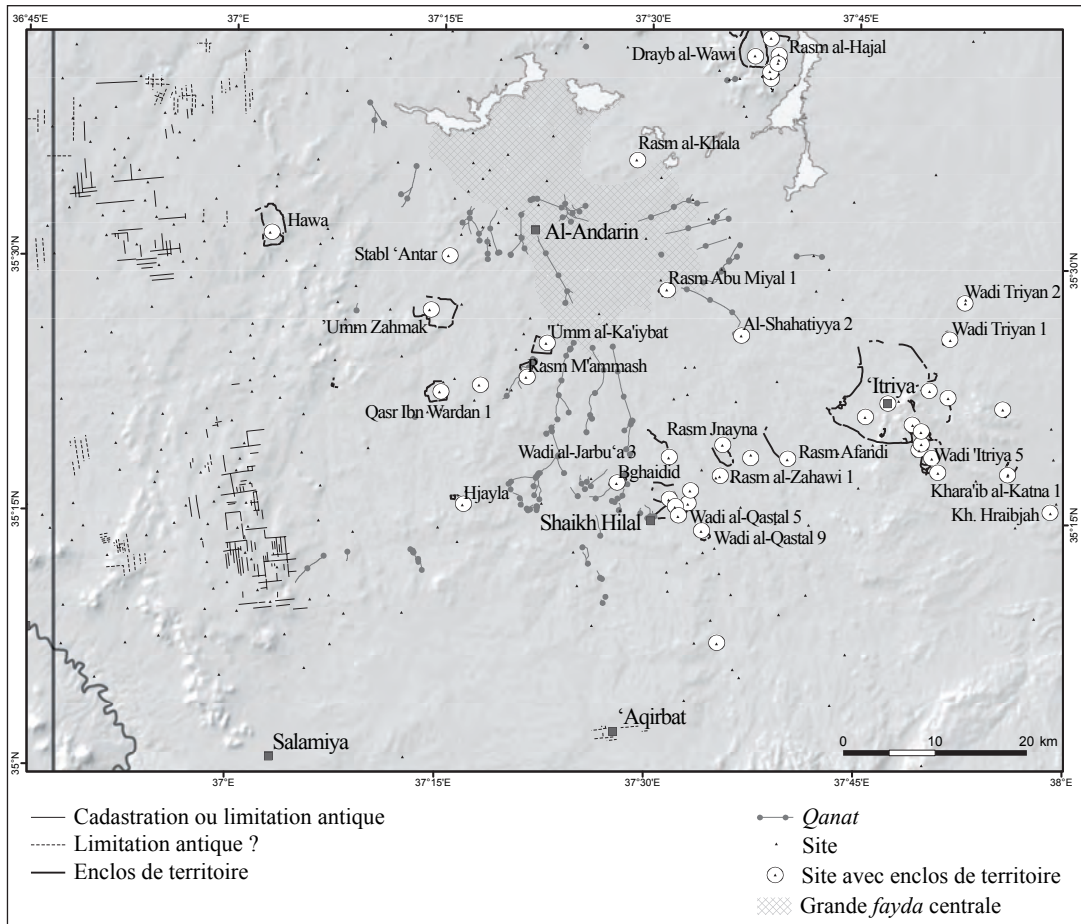 36°45'E
37°E
37°15'E
37°30'E
37°45'E
Drayb al-Wawi
Rasm al-Hajal
Rasm al-Khala
Hawa
Al-Andarin
35°30'N
35°30'N
Stabl ‘Antar
Rasm Abu Miyal 1
Wadi Triyan 2
'Umm Zahmak
Al-Shahatiyya 2
Wadi Triyan 1
'Umm al-Ka'iybat
Rasm M'ammash
‘Itriya
Qasr Ibn Wardan 1
Rasm Jnayna
Wadi al-Jarbu‘a 3
Rasm Afandi
Wadi 'Itriya 5
Bghaidid
Rasm al-Zahawi 1
Khara'ib al-Katna 1
Hjayla
35°15'N
35°15'N
Shaikh Hilal
Wadi al-Qastal 5
Kh. Hraibjah
Wadi al-Qastal 9
‘Aqirbat
Salamiya
0 10 20 km
35°N
35°N
37°E
37°15'E
37°30'E
37°45'E
38°E
Cadastration ou limitation antique
Limitation antique ?
Enclos de territoire
Qanat
Site
Site avec enclos de territoire
Grande fayda centrale